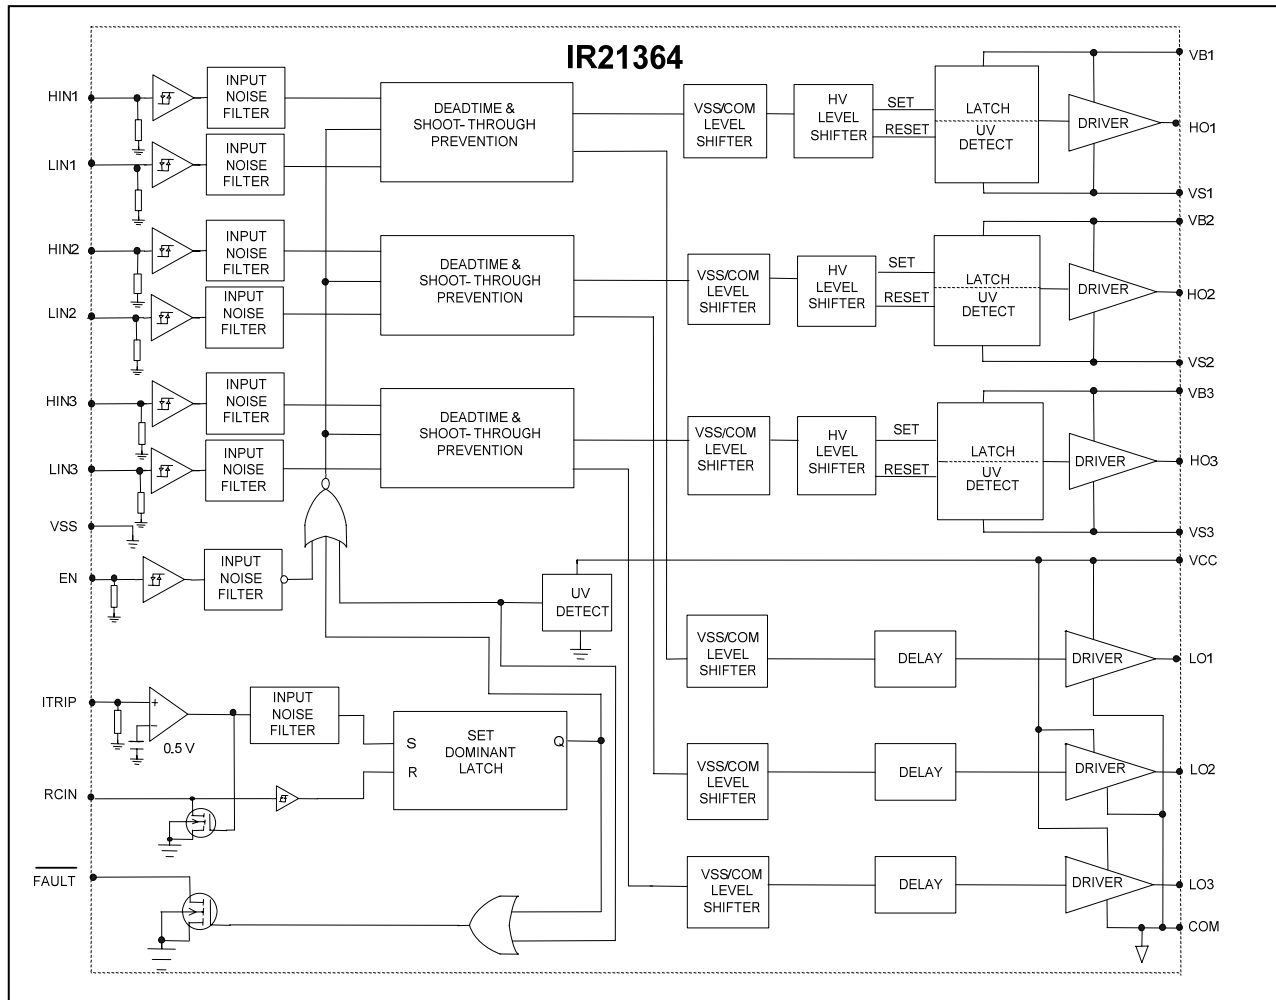 IR21364
HIN1
INPUT
NOISE
FILTER
DEADTIME &
SHOOT-THROUGH
PREVENTION
VSS/COM
LEVEL
SHIFTER
HV
LEVEL
SHIFTER
SET
RESET
LATCH
UV
DETECT
DRIVER
VB1
HO1
VS1
LIN1
INPUT
NOISE
FILTER
HIN2
INPUT
NOISE
FILTER
DEADTIME &
SHOOT-THROUGH
PREVENTION
VSS/COM
LEVEL
SHIFTER
HV
LEVEL
SHIFTER
SET
RESET
LATCH
UV
DETECT
DRIVER
VB2
HO2
VS2
LIN2
INPUT
NOISE
FILTER
HIN3
INPUT
NOISE
FILTER
DEADTIME &
SHOOT-THROUGH
PREVENTION
VSS/COM
LEVEL
SHIFTER
HV
LEVEL
SHIFTER
SET
RESET
LATCH
UV
DETECT
DRIVER
VB3
HO3
VS3
LIN3
INPUT
NOISE
FILTER
VSS
EN
INPUT
NOISE
FILTER
UV
DETECT
VCC
VSS/COM
LEVEL
SHIFTER
DELAY
DRIVER
LO1
ITRIP
+
−
0.5 V
INPUT
NOISE
FILTER
S
R
SET
DOMINANT
LATCH
Q
VSS/COM
LEVEL
SHIFTER
DELAY
DRIVER
LO2
RCIN
FAULT
VSS/COM
LEVEL
SHIFTER
DELAY
DRIVER
LO3
COM